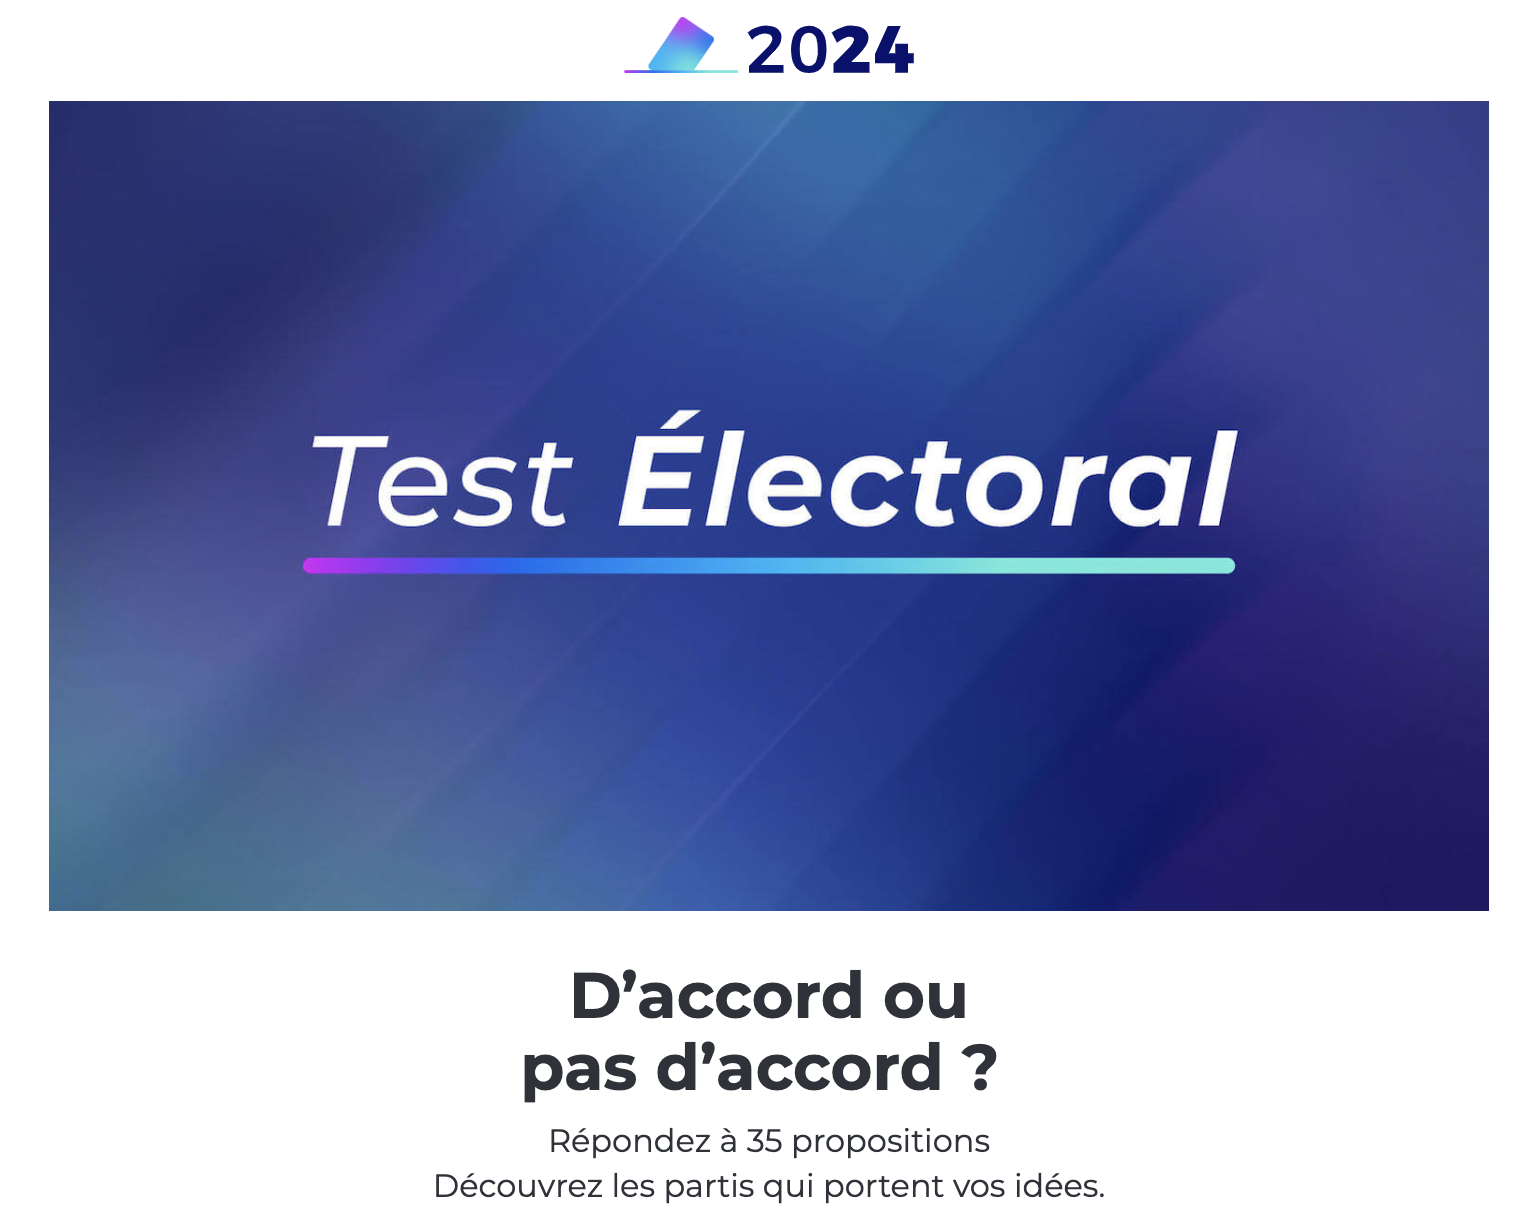 2024
Test Électoral
D’accord ou
pas d’accord ?
Répondez à 35 propositions
Découvrez les partis qui portent vos idées.